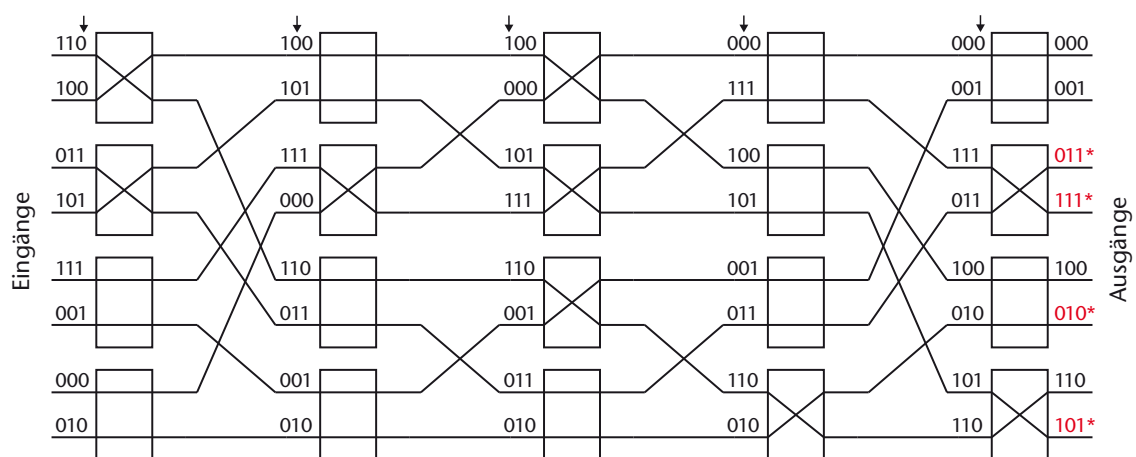 110 100 100 000 000 000
100 101 000 111 001 001
011 111 101 100 111 011*
101 000 111 101 011 111*
111 110 110 001 100 100
001 011 001 011 010 010*
000 001 011 110 101 110
010 010 010 010 110 101*
Eingänge
Ausgänge